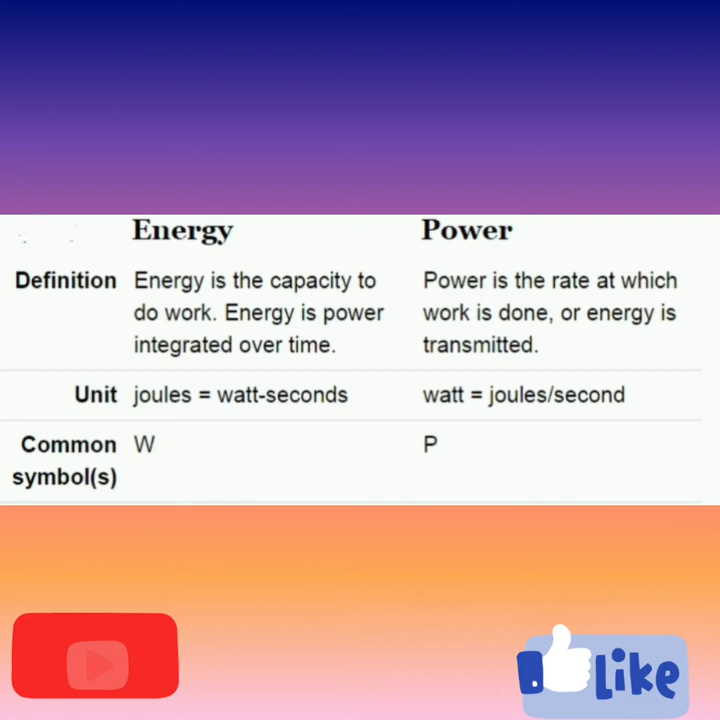 Energy Power
Definition Energy is the capacity to Power is the rate at which
do work. Energy is power work is done, or energy is
integrated over time. transmitted.
Unit joules = watt-seconds watt = joules/second
Common W P
symbol(s)
Like